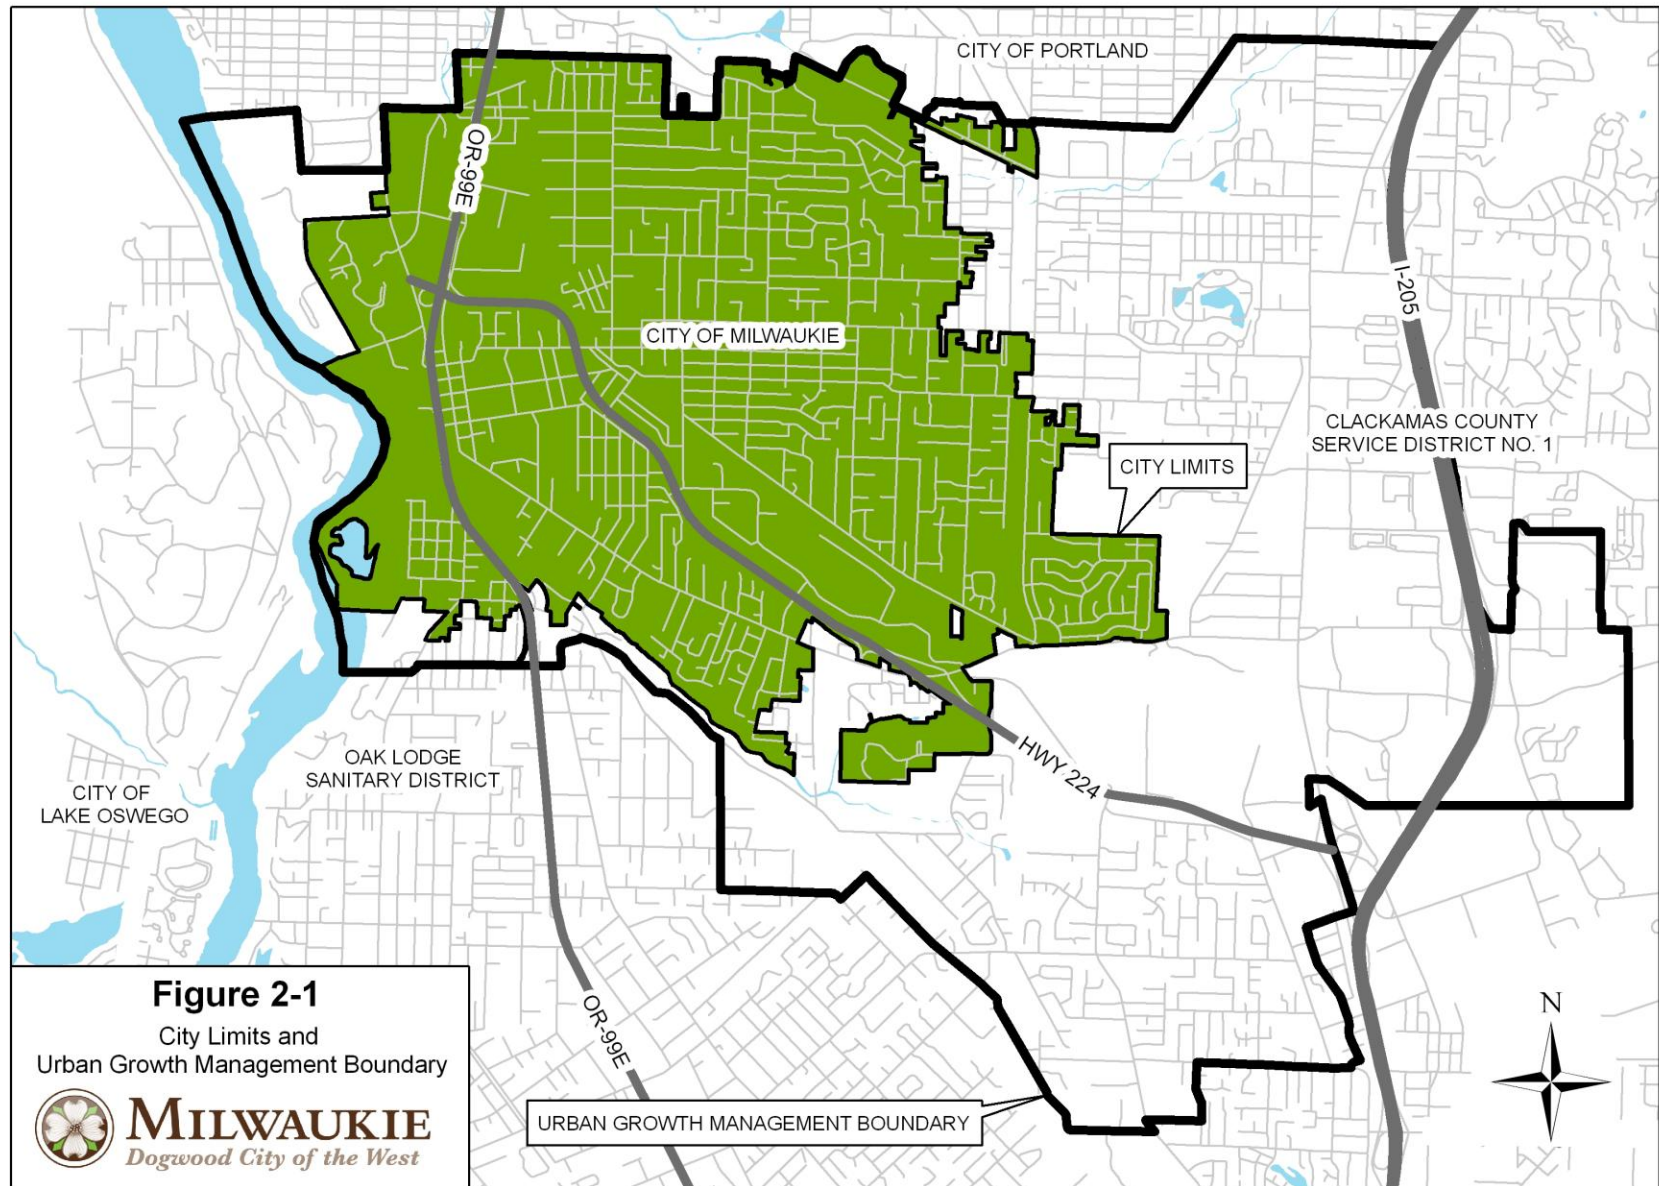 CITY OF PORTLAND
OR-99E
I-205
CITY OF MILWAUKIE
CLACKAMAS COUNTY
SERVICE DISTRICT NO. 1
CITY LIMITS
HWY 224
OAK LODGE
SANITARY DISTRICT
CITY OF
LAKE OSWEGO
OR-99E
URBAN GROWTH MANAGEMENT BOUNDARY
N
Figure 2-1
City Limits and
Urban Growth Management Boundary
MILWAUKIE
Dogwood City of the West